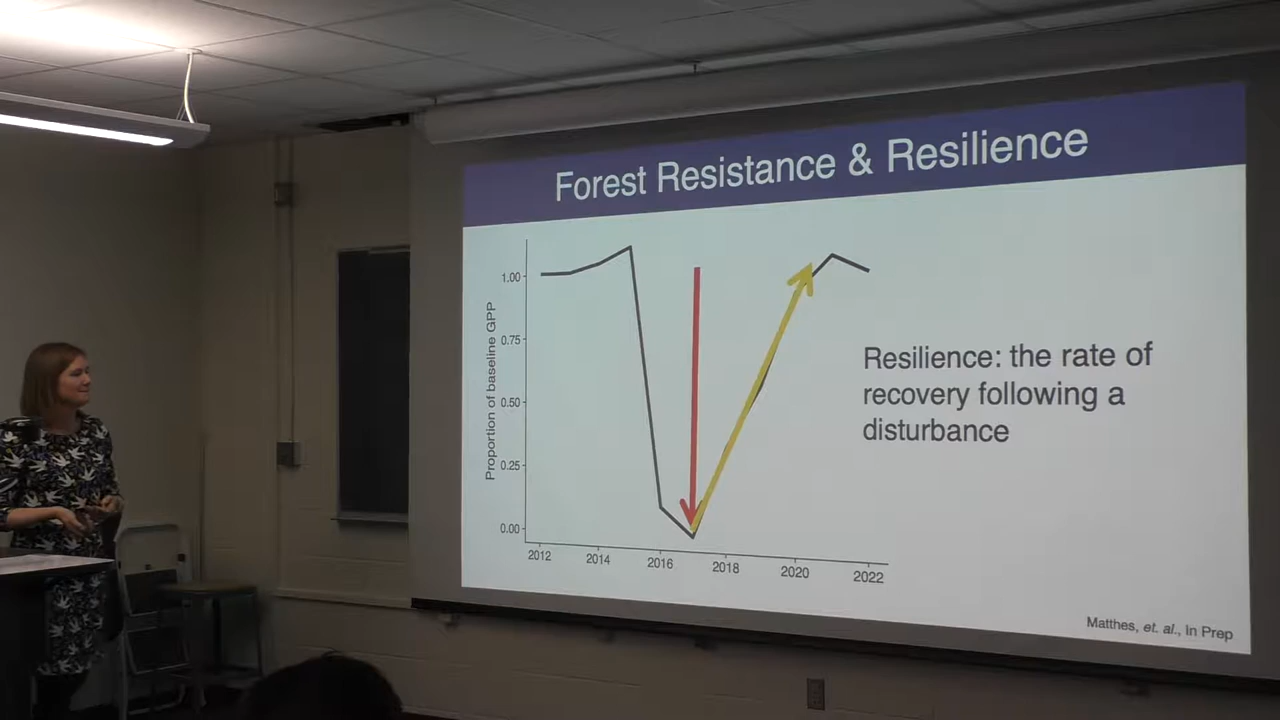 Forest Resistance & Resilience
Proportion of baseline GPP
1.00
0.75
0.50
0.25
0.00
2012
2014
2016
2018
2020
2022
Resilience: the rate of
recovery following a
disturbance
Matthes, et. al., in Prep